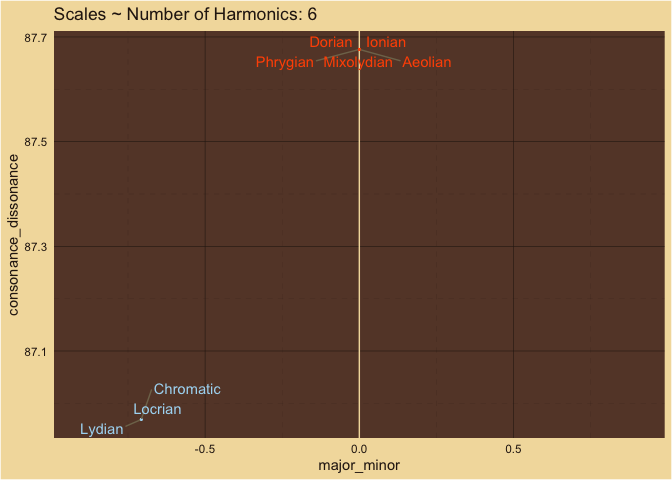 Scales ~ Number of Harmonics: 6
87.7
Dorian Ionian
Phrygian Mixolydian Aeolian
87.5
consonance_dissonance
87.3
87.1
Chromatic
Locrian
Lydian
-0.5 0.0 0.5
major_minor